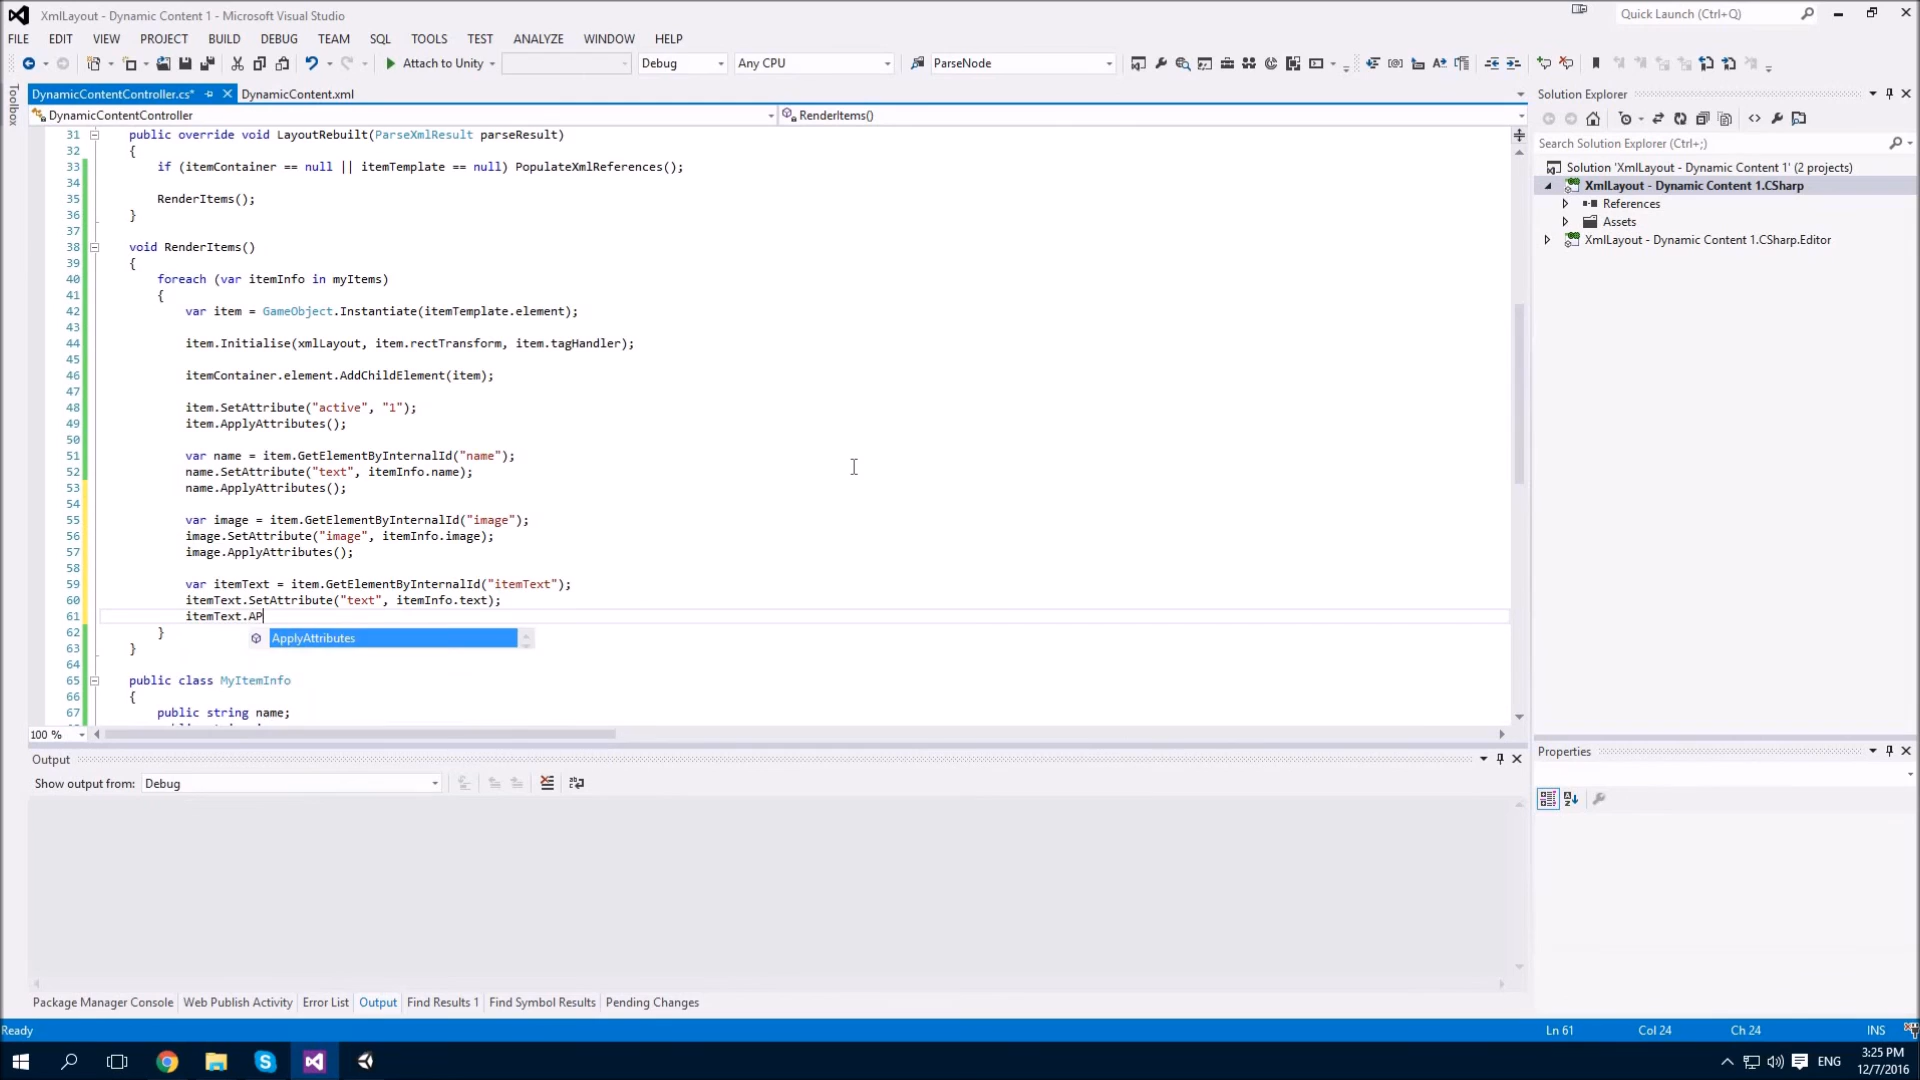 XmlLayout - Dynamic Content 1 - Microsoft Visual Studio
Quick Launch (Ctrl+Q)
FILE EDIT VIEW PROJECT BUILD DEBUG TEAM SQL TOOLS TEST ANALYZE WINDOW HELP
Attach to Unity Debug Any CPU ParseNode
Toolbox
DynamicContentController.cs* DynamicContent.xml
DynamicContentController RenderItems()
31 public override void LayoutRebuilt(ParseXmlResult parseResult)
32 {
33 if (itemContainer == null || itemTemplate == null) PopulateXmlReferences();
34
35 RenderItems();
36 }
37
38 void RenderItems()
39 {
40 foreach (var itemInfo in myItems)
41 {
42 var item = GameObject.Instantiate(itemTemplate.element);
43
44 item.Initialise(xmlLayout, item.rectTransform, item.tagHandler);
45
46 itemContainer.element.AddChildElement(item);
47
48 item.SetAttribute("active", "1");
49 item.ApplyAttributes();
50
51 var name = item.GetElementByInternalId("name");
52 name.SetAttribute("text", itemInfo.name);
53 name.ApplyAttributes();
54
55 var image = item.GetElementByInternalId("image");
56 image.SetAttribute("image", itemInfo.image);
57 image.ApplyAttributes();
58
59 var itemText = item.GetElementByInternalId("itemText");
60 itemText.SetAttribute("text", itemInfo.text);
61 itemText.AP
62 }
ApplyAttributes
63 }
64
65 public class MyItemInfo
66 {
67 public string name;
100 %
Output
Show output from: Debug
Package Manager Console Web Publish Activity Error List Output Find Results 1 Find Symbol Results Pending Changes
Solution Explorer
Search Solution Explorer (Ctrl+;)
Solution 'XmlLayout - Dynamic Content 1' (2 projects)
XmlLayout - Dynamic Content 1.CSharp
References
Assets
XmlLayout - Dynamic Content 1.CSharp.Editor
Properties
Ready Ln 61 Col 24 Ch 24 INS
ENG
3:25 PM
12/7/2016